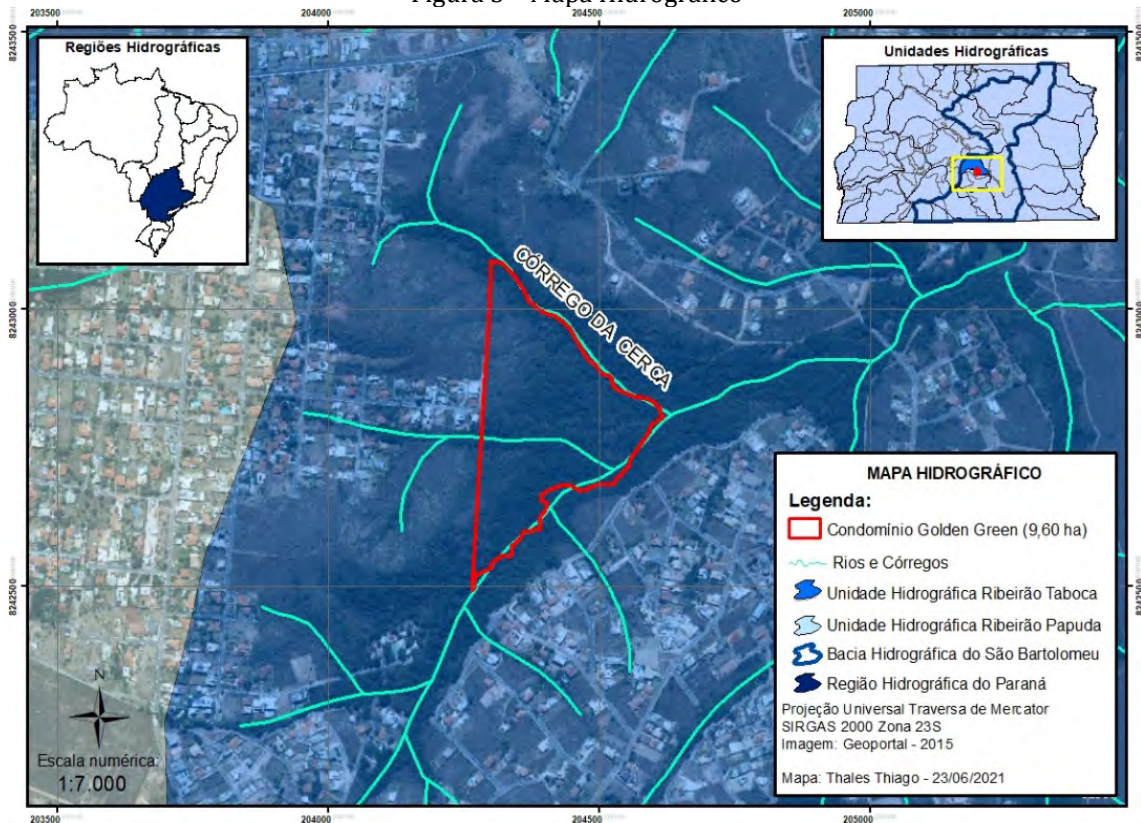 Figura 3 – Mapa Hidrográfico
203500 204000 204500 205000
8243500
8243500
Regiões Hidrográficas
Unidades Hidrográficas
CÓRREGO DA CERCA
8243000
8243000
8242500
8242500
MAPA HIDROGRÁFICO
Legenda:
Condomínio Golden Green (9,60 ha)
Rios e Córregos
Unidade Hidrográfica Ribeirão Taboca
Unidade Hidrográfica Ribeirão Papuda
Bacia Hidrográfica do São Bartolomeu
Região Hidrográfica do Paraná
Projeção Universal Traversa de Mercator
SIRGAS 2000 Zona 23S
Imagem: Geoportal - 2015
Mapa: Thales Thiago - 23/06/2021
N
Escala numérica:
1:7.000
203500 204000 204500 205000